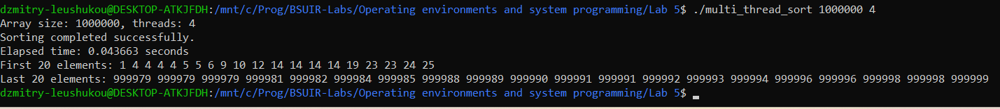 dzmitry-leushukou@DESKTOP-ATKJFDH:/mnt/c/Prog/BSUIR-Labs/Operating environments and system programming/Lab 5$ ./multi_thread_sort 1000000 4
Array size: 1000000, threads: 4
Sorting completed successfully.
Elapsed time: 0.043663 seconds
First 20 elements: 1 4 4 4 4 5 5 6 9 10 12 14 14 14 14 19 23 23 24 25
Last 20 elements: 999979 999979 999979 999981 999982 999984 999985 999988 999989 999990 999991 999991 999992 999993 999994 999996 999996 999998 999998 999999
dzmitry-leushukou@DESKTOP-ATKJFDH:/mnt/c/Prog/BSUIR-Labs/Operating environments and system programming/Lab 5$